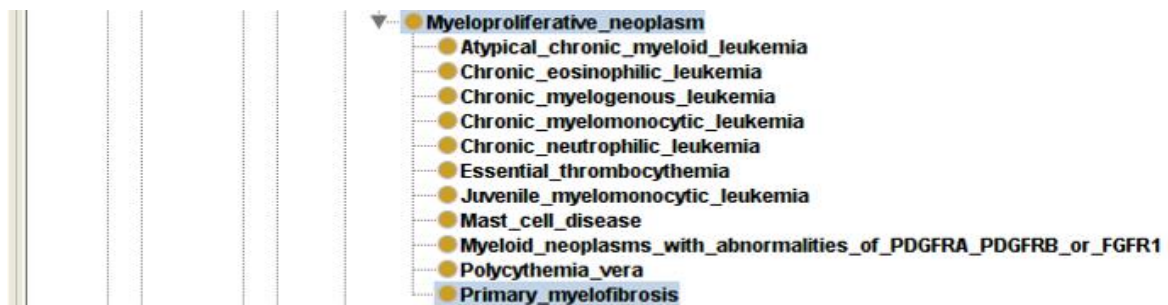 Myeloproliferative_neoplasm
Atypical_chronic_myeloid_leukemia
Chronic_eosinophilic_leukemia
Chronic_myelogenous_leukemia
Chronic_myelomonocytic_leukemia
Chronic_neutrophilic_leukemia
Essential_thrombocythemia
Juvenile_myelomonocytic_leukemia
Mast_cell_disease
Myeloid_neoplasms_with_abnormalities_of_PDGFRA_PDGFRB_or_FGFR1
Polycythemia_vera
Primary_myelofibrosis